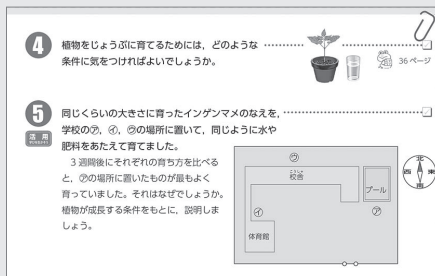 4 植物をじょうぶに育てるためには，どのような
条件に気をつければよいでしょうか。
36ページ
5 同じくらいの大きさに育ったインゲンマメのなえを，
活用
学校の㋐，㋑，㋒の場所に置いて，同じように水や
肥料をあたえて育てました。
3週間後にそれぞれの育ち方を比べる
と，㋐の場所に置いたものが最もよく
育っていました。それはなぜでしょうか。
植物が成長する条件をもとに，説明しま
しょう。
㋒
こうしゃ
校舎
プール
㋑
㋐
体育館
北
西
東
南